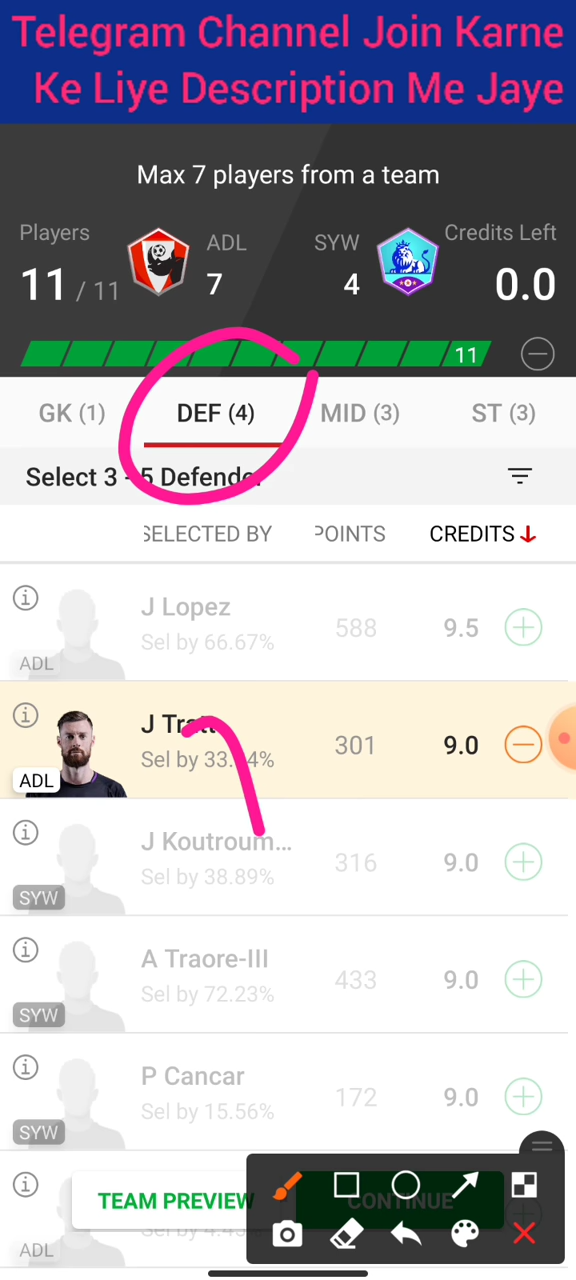 Telegram Channel Join Karne
Ke Liye Description Me Jaye
Max 7 players from a team
Players ADL SYW Credits Left
11 / 11 7 4 0.0
11
GK (1) DEF (4) MID (3) ST (3)
Select 3 - 5 Defender
SELECTED BY POINTS CREDITS
J Lopez
Sel by 66.67% 588 9.5
ADL
J
Sel by 301 9.0
ADL
J Koutroum...
Sel by 38.89% 316 9.0
SYW
A Traore-III
Sel by 72.23% 433 9.0
SYW
P Cancar
Sel by 15.56% 172 9.0
SYW
TEAM PREVIEW CONTINUE
ADL